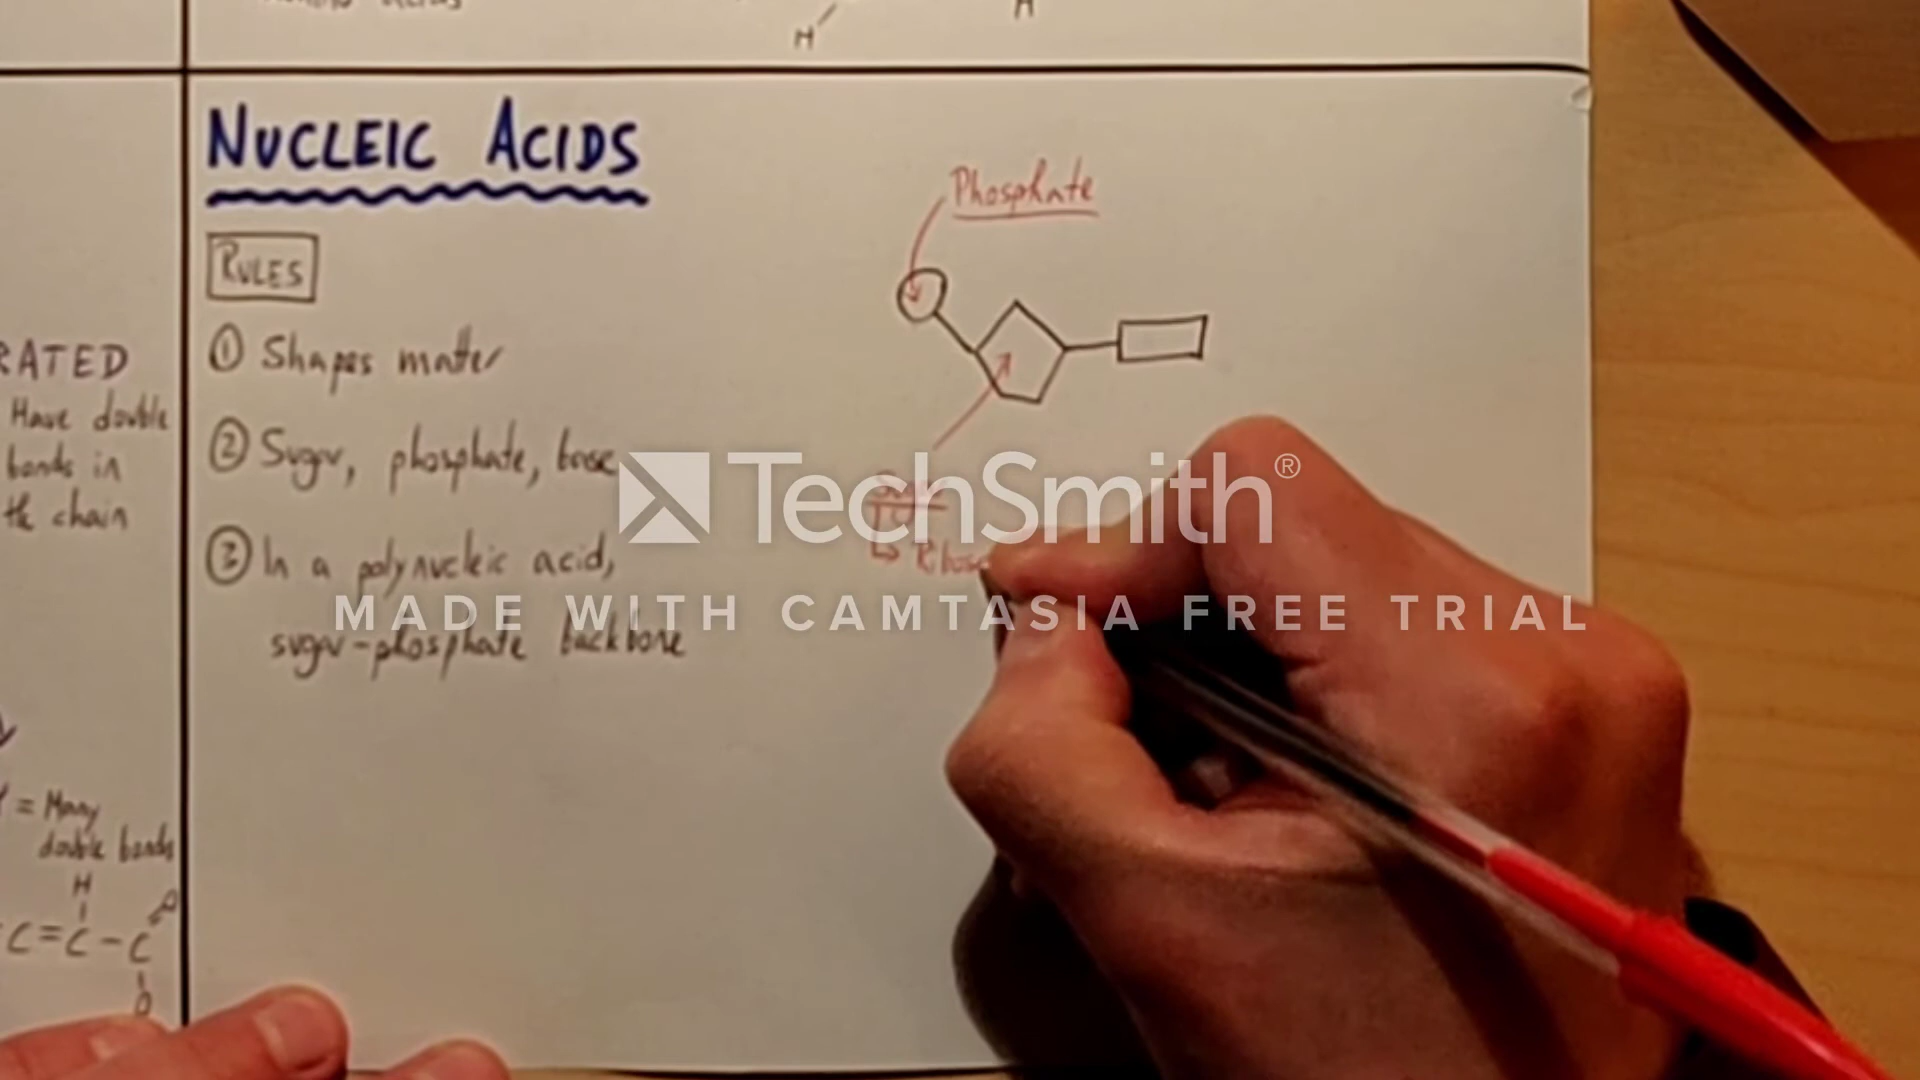 H
H
NUCLEIC ACIDS
Phosphate
RULES
① Shapes matter
RATED
Have double
bonds in
the chain
② Sugar, phosphate, base
TechSmith®
↳ Ribose
③ In a polynucleic acid,
MADE WITH CAMTASIA FREE TRIAL
sugar-phosphate backbone
= Many
double bonds
H
C=C-C
O
O